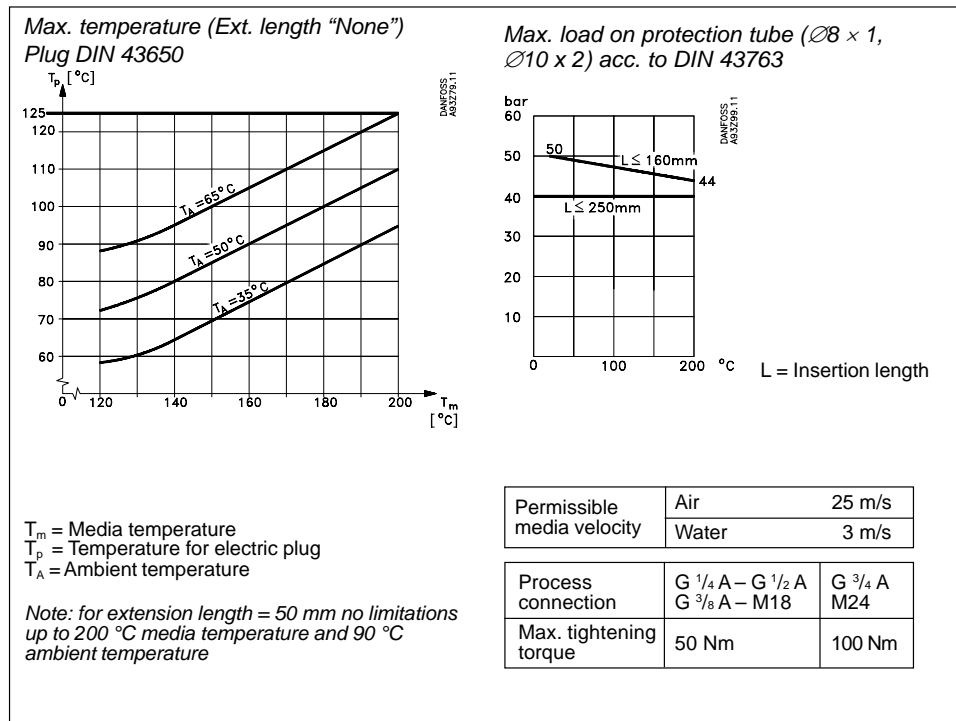 Max. temperature (Ext. length “None”)
Plug DIN 43650
Tp [°C]
DANFOSS
A93Z79.11
125
120
110
100
90
80
70
60
TA=65°C
TA=50°C
TA=35°C
0 120 140 160 180 200 Tm
[°C]
Tm = Media temperature
Tp = Temperature for electric plug
TA = Ambient temperature
Note: for extension length = 50 mm no limitations
up to 200 °C media temperature and 90 °C
ambient temperature
Max. load on protection tube (∅8 × 1,
∅10 x 2) acc. to DIN 43763
bar
DANFOSS
A93Z99.11
60
50
40
30
20
10
50
L ≤ 160mm
44
L ≤ 250mm
0 100 200 °C
L = Insertion length
Permissible
media velocity
Air 25 m/s
Water 3 m/s
Process
connection
G 1/4 A – G 1/2 A
G 3/8 A – M18
G 3/4 A
M24
Max. tightening
torque
50 Nm
100 Nm